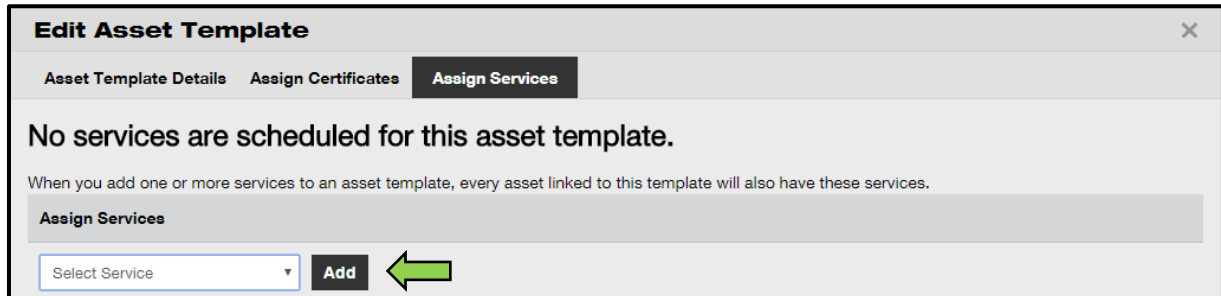 Edit Asset Template
Asset Template Details Assign Certificates Assign Services
No services are scheduled for this asset template.
When you add one or more services to an asset template, every asset linked to this template will also have these services.
Assign Services
Select Service Add